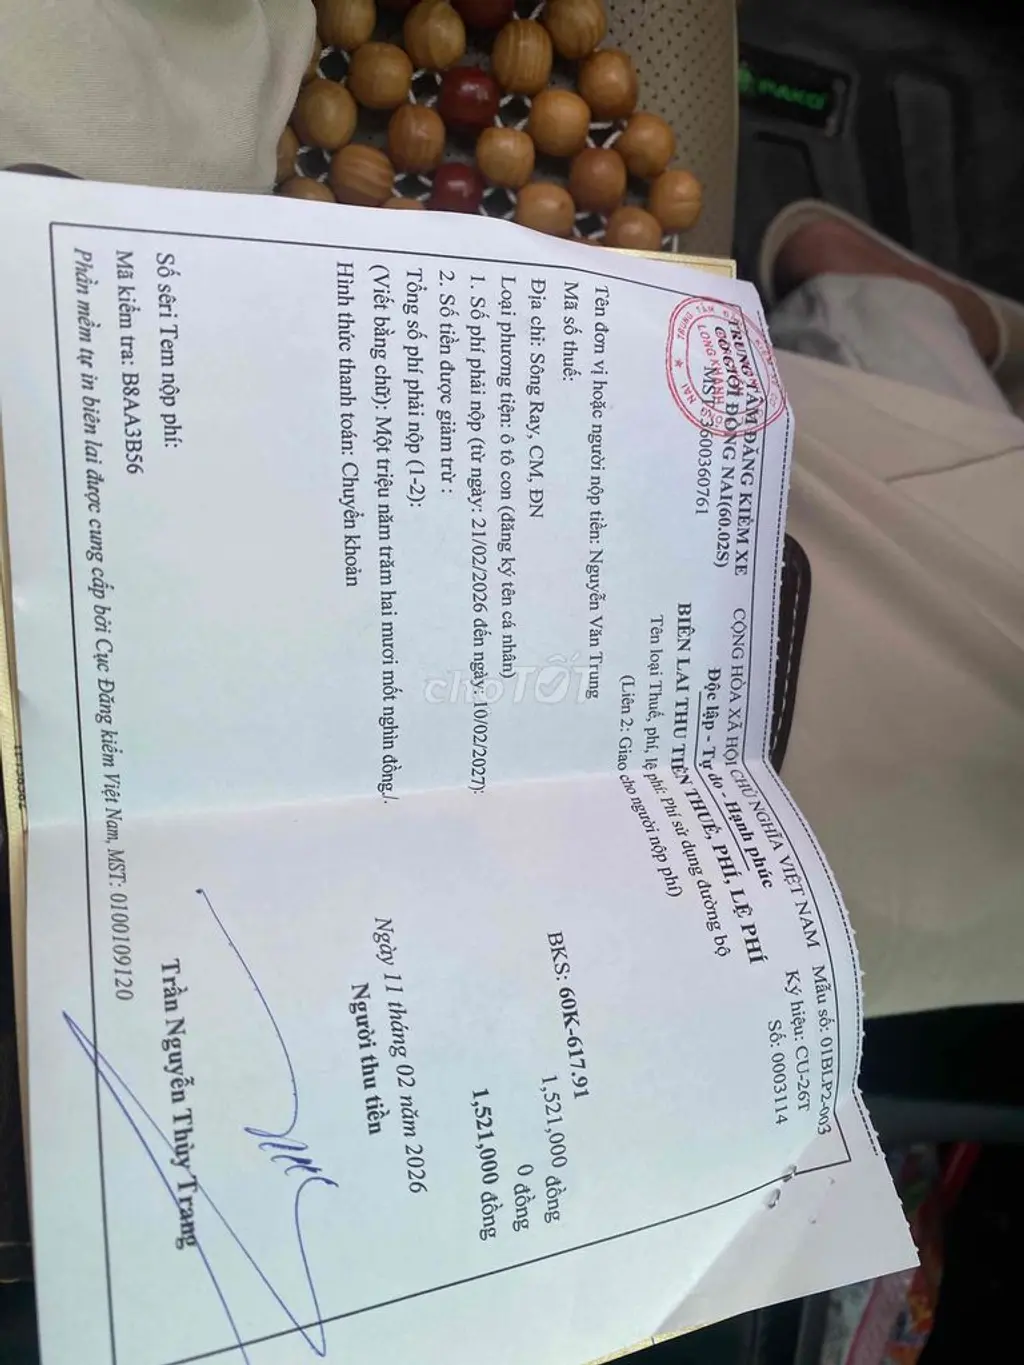 TRUNG TÂM ĐĂNG KIỂM XE
CƠ GIỚI ĐỒNG NAI(60.02S)
MST: 3600360761
CỘNG HÒA XÃ HỘI CHỦ NGHĨA VIỆT NAM
Độc lập - Tự do - Hạnh phúc
Mẫu số: 01BLP2-003
Ký hiệu: CU-26T
Số: 0003114
BIÊN LAI THU TIỀN THUẾ, PHÍ, LỆ PHÍ
Tên loại Thuế, phí, lệ phí: Phí sử dụng đường bộ
(Liên 2: Giao cho người nộp phí)
Tên đơn vị hoặc người nộp tiền: Nguyễn Văn Trung
Mã số thuế:
Địa chỉ: Sông Ray, CM, ĐN
Loại phương tiện: ô tô con (đăng ký tên cá nhân)
BKS: 60K-617.91
1. Số phí phải nộp (từ ngày: 21/02/2026 đến ngày: 10/02/2027): 1,521,000 đồng
2. Số tiền được giảm trừ : 0 đồng
Tổng số phí phải nộp (1-2): 1,521,000 đồng
(Viết bằng chữ): Một triệu năm trăm hai mươi mốt nghìn đồng./.
Hình thức thanh toán: Chuyển khoản
Ngày 11 tháng 02 năm 2026
Người thu tiền
Số sêri Tem nộp phí:
Mã kiểm tra: B8AA3B56
Trần Nguyễn Thùy Trang
Phần mềm tự in biên lai được cung cấp bởi Cục Đăng kiểm Việt Nam, MST: 0100109120
LONG KHÁNH
choTỐT